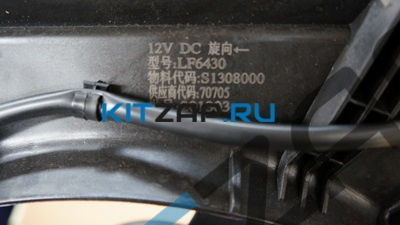 12V DC 旋向←
型号:LF6430
物料代码:S1308000
供应商代码:70705
KITZAP.RU